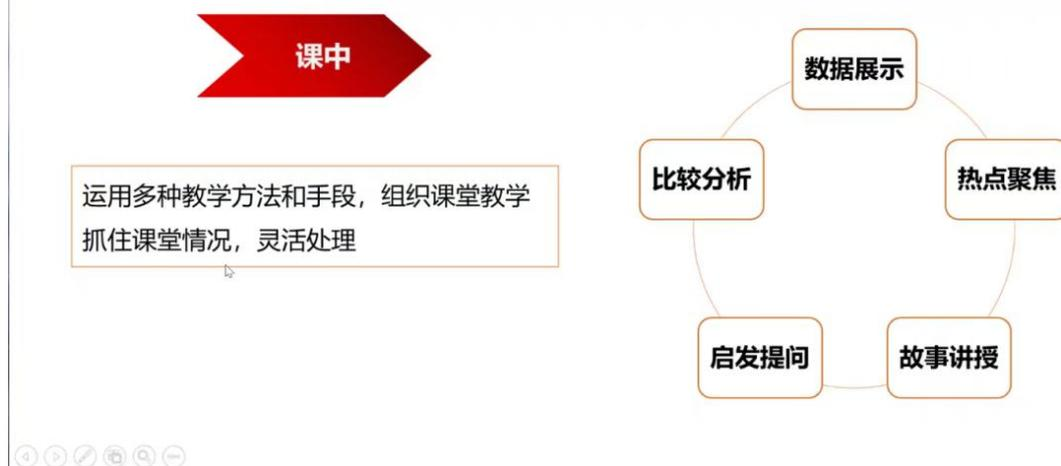 课中
运用多种教学方法和手段，组织课堂教学
抓住课堂情况，灵活处理
数据展示
比较分析
热点聚焦
启发提问
故事讲授